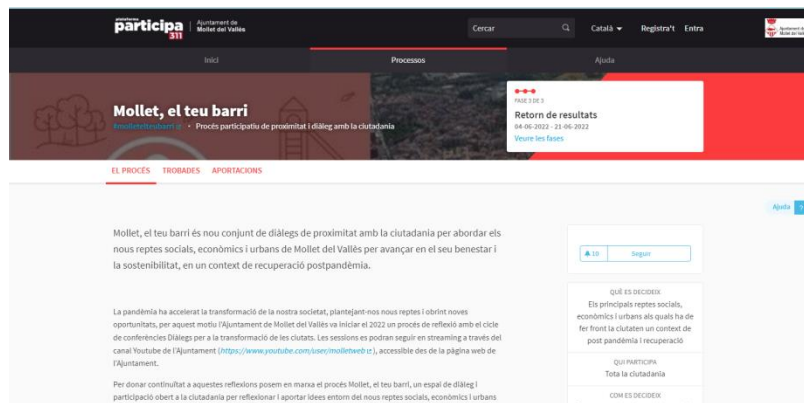 plataforma
participa 311
Ajuntament de
Mollet del Vallès
Cercar
Català
Registra't
Entra
Ajuntament de
Mollet del Vallès
Inici
Processos
Ajuda
Mollet, el teu barri
#molletelteubarri • Procés participatiu de proximitat i diàleg amb la ciutadania
FASE 3 DE 3
Retorn de resultats
04-06-2022 - 21-06-2022
Veure les fases
EL PROCÉS TROBADES APORTACIONS
Ajuda ?
Mollet, el teu barri és nou conjunt de diàlegs de proximitat amb la ciutadania per abordar els
nous reptes socials, econòmics i urbans de Mollet del Vallès per avançar en el seu benestar i
la sostenibilitat, en un context de recuperació postpandèmia.
La pandèmia ha accelerat la transformació de la nostra societat, plantejant-nos nous reptes i obrint noves
oportunitats, per aquest motiu l'Ajuntament de Mollet del Vallès va iniciar el 2022 un procés de reflexió amb el cicle
de conferències Diàlegs per a la transformació de les ciutats. Les sessions es podran seguir en streaming a través del
canal Youtube de l'Ajuntament (https://www.youtube.com/user/molletweb), accessible des de la pàgina web de
l'Ajuntament.
Per donar continuïtat a aquestes reflexions posem en marxa el procés Mollet, el teu barri, un espai de diàleg i
participació obert a la ciutadania per reflexionar i aportar idees entorn del nous reptes socials, econòmics i urbans
10 Seguir
QUÈ ES DECIDEIX
Els principals reptes socials,
econòmics i urbans als quals ha de
fer front la ciutaten un context de
post pandèmia i recuperació
QUI PARTICIPA
Tota la ciutadania
COM ES DECIDEIX